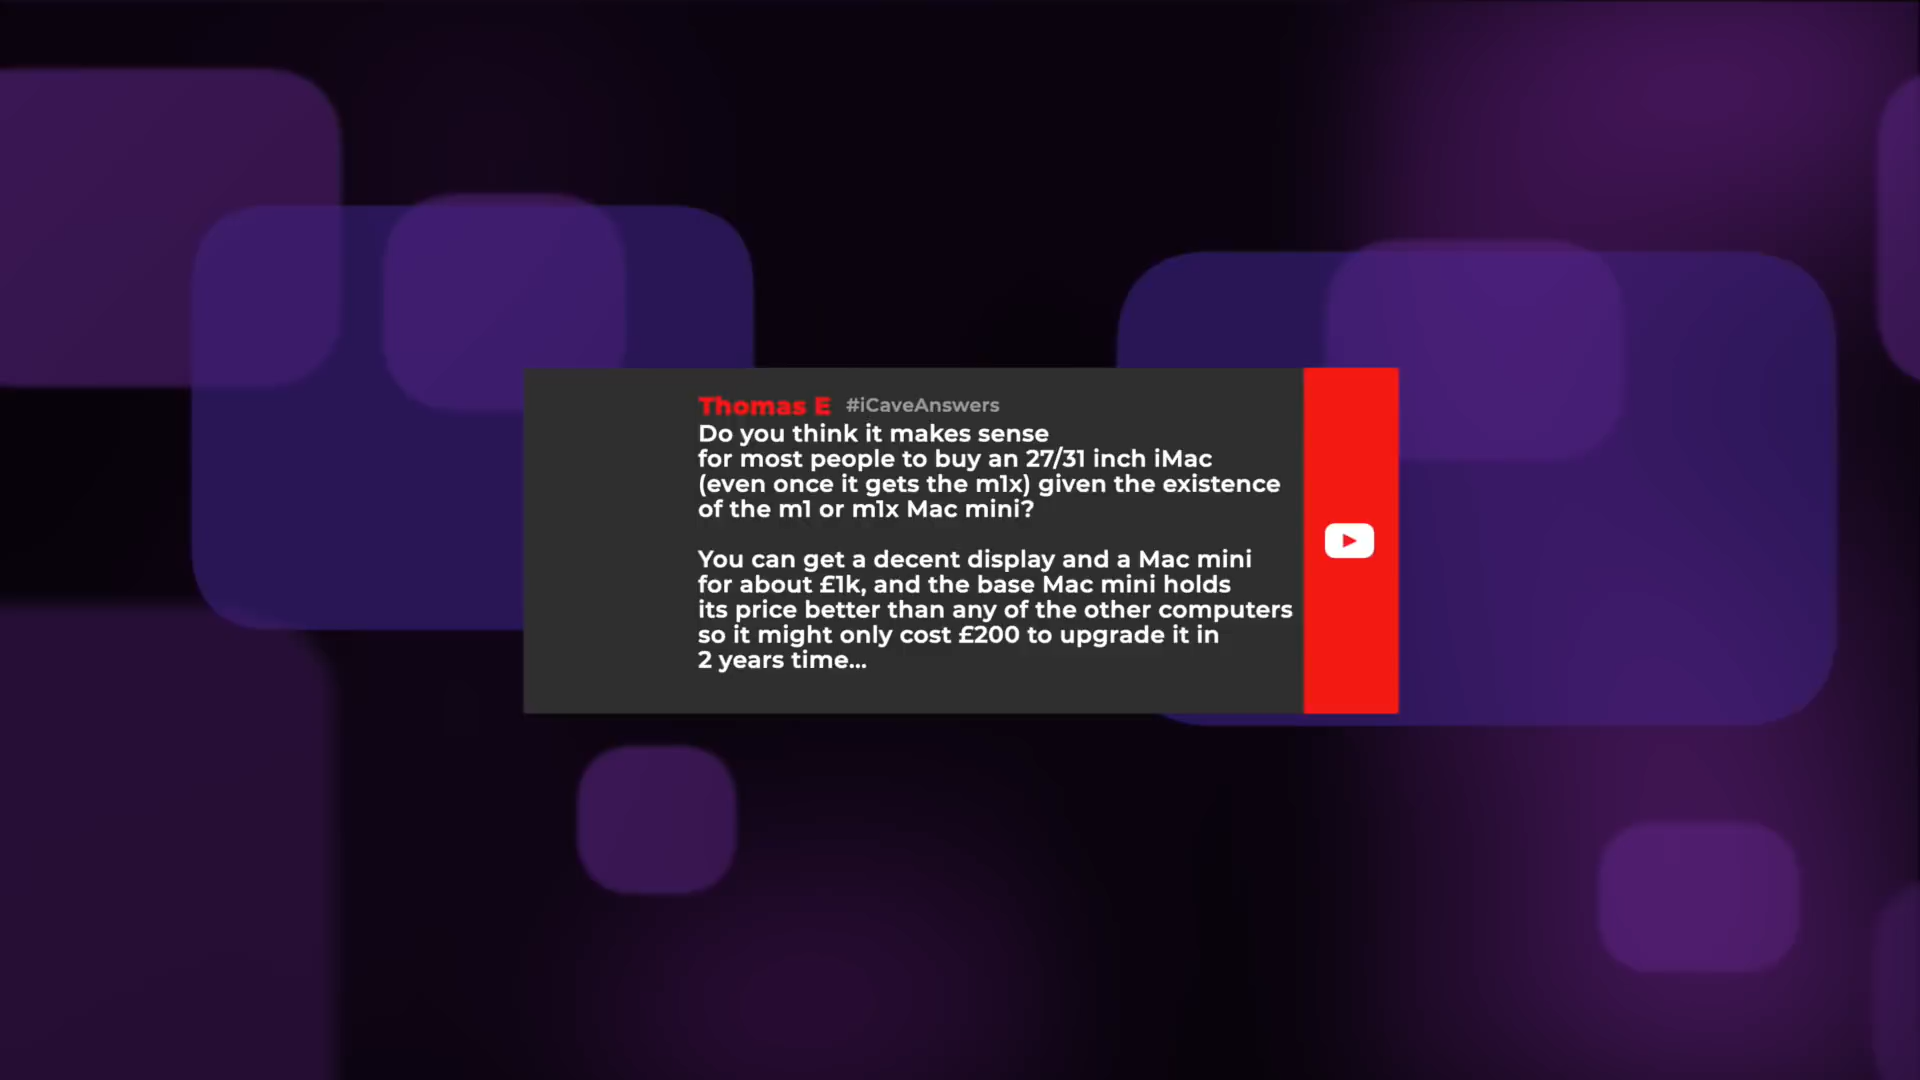 Thomas E #iCaveAnswers
Do you think it makes sense
for most people to buy an 27/31 inch iMac
(even once it gets the m1x) given the existence
of the m1 or m1x Mac mini?
You can get a decent display and a Mac mini
for about £1k, and the base Mac mini holds
its price better than any of the other computers
so it might only cost £200 to upgrade it in
2 years time...